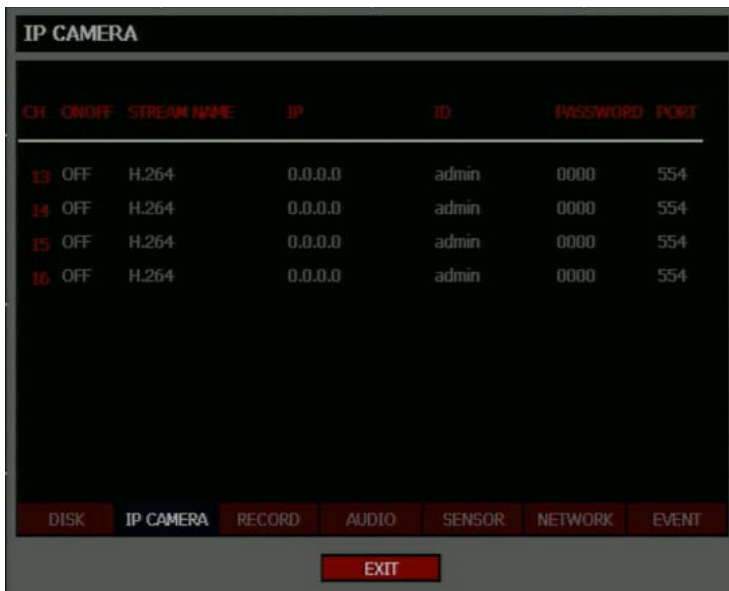 IP CAMERA
CH ONOFF STREAM NAME IP ID PASSWORD PORT
13 OFF H.264 0.0.0.0 admin 0000 554
14 OFF H.264 0.0.0.0 admin 0000 554
15 OFF H.264 0.0.0.0 admin 0000 554
16 OFF H.264 0.0.0.0 admin 0000 554
DISK IP CAMERA RECORD AUDIO SENSOR NETWORK EVENT
EXIT